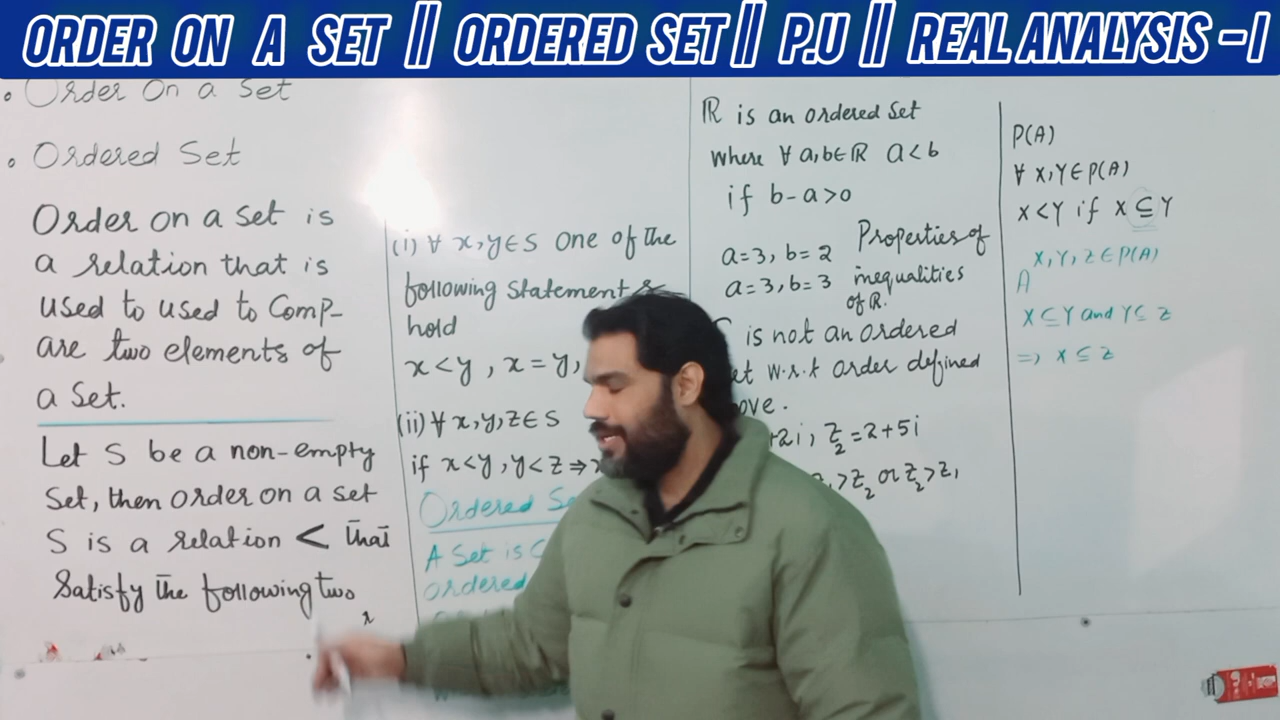 ORDER ON A SET || ORDERED SET || P.U || REAL ANALYSIS -I
• Order On a Set
• Ordered Set
Order on a Set is
a relation that is
used to used to Comp-
are two elements of
a Set.
Let S be a non-empty
Set, then order on a set
S is a relation < that
Satisfy the following two
(i) ∀ x,y∈S One of the
following Statement
hold
x<y, x=y,
(ii) ∀ x,y,z∈S
if x<y, y<z ⇒
Ordered
A Set is
ordered
ℝ is an ordered Set
Where ∀ a,b∈ℝ a<b
if b-a>0
a=3, b=2
a=3, b=3
Properties of
inequalities
of ℝ.
is not an ordered
w.r.t order defined
+2i, z₂=2+5i
>z₂ or z₂>z₁
P(A)
∀ X,Y∈P(A)
X<Y if X⊆Y
X,Y,Z∈P(A)
A
X⊆Y and Y⊆Z
⇒ X⊆Z